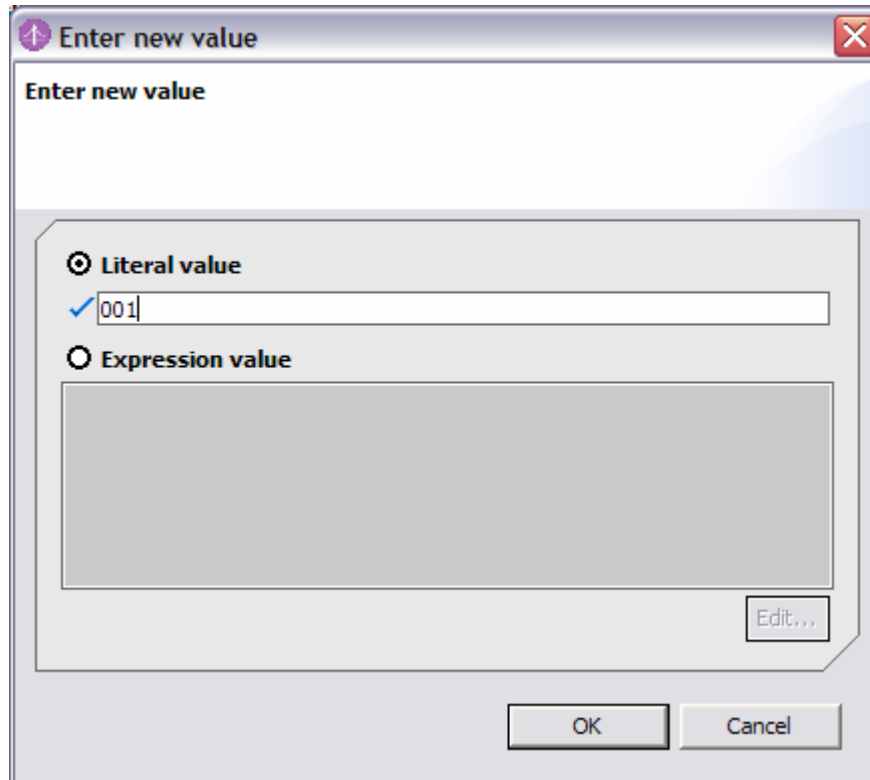 Enter new value
Enter new value
Literal value
001
Expression value
Edit...
OK
Cancel